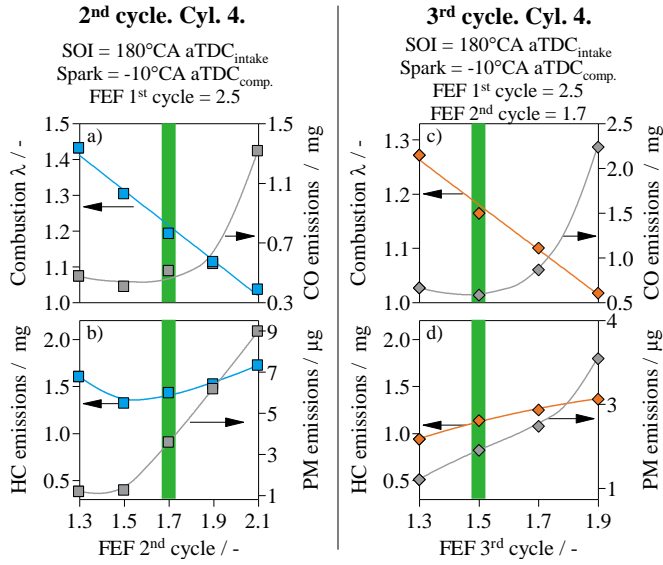 2nd cycle. Cyl. 4.
SOI = 180°CA aTDCintake
Spark = -10°CA aTDCcomp.
FEF 1st cycle = 2.5
a)
Combustion λ / -
1.5
1.4
1.3
1.2
1.1
1.0
CO emissions / mg
1.5
1.3
1.1
0.9
0.7
0.5
0.3
b)
HC emissions / mg
2.0
1.5
1.0
0.5
PM emissions / μg
9
7
6
4
3
1
1.3 1.5 1.7 1.9 2.1
FEF 2nd cycle / -
3rd cycle. Cyl. 4.
SOI = 180°CA aTDCintake
Spark = -10°CA aTDCcomp.
FEF 1st cycle = 2.5
FEF 2nd cycle = 1.7
c)
Combustion λ / -
1.3
1.2
1.1
1.0
CO emissions / mg
2.5
2.0
1.5
1.0
0.5
d)
HC emissions / mg
2.0
1.5
1.0
0.5
PM emissions / μg
4
3
2
1
1.3 1.5 1.7 1.9
FEF 3rd cycle / -